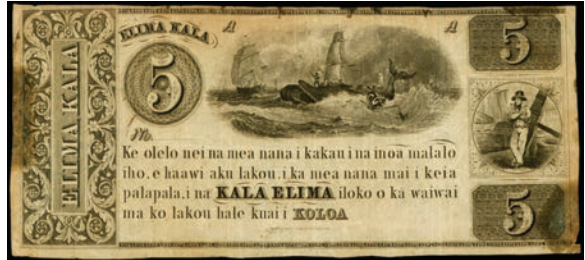 ELIMA KALA
ELIMA KALA
A
A
5
5
No.
Ke olelo nei na mea nana i kakau i na inoa malalo
iho, e haawi aku lakou, i ka mea nana mai i keia
palapala, i na KALA ELIMA iloko o ka waiwai
ma ko lakou hale kuai i KOLOA
5